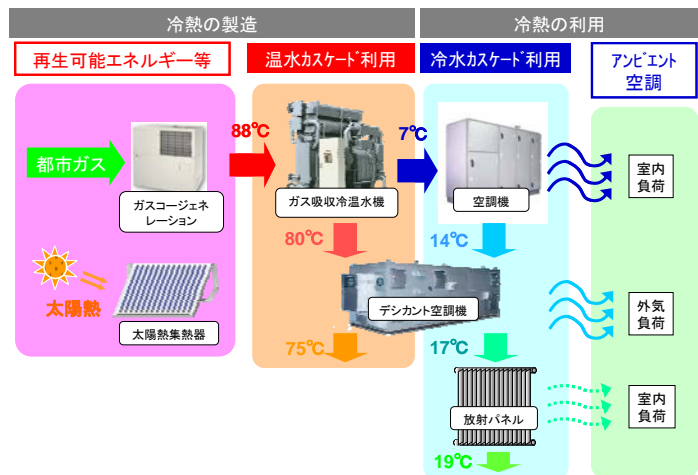 冷熱の製造
冷熱の利用
再生可能エネルギー等
温水ｶｽｹｰﾄﾞ利用
冷水ｶｽｹｰﾄﾞ利用
ｱﾝﾋﾞｴﾝﾄ
空調
88℃
7℃
都市ガス
室内
負荷
ガスコージェネ
レーション
ガス吸収冷温水機
空調機
80℃
14℃
太陽熱
デシカント空調機
外気
負荷
太陽熱集熱器
75℃
17℃
室内
負荷
放射パネル
19℃